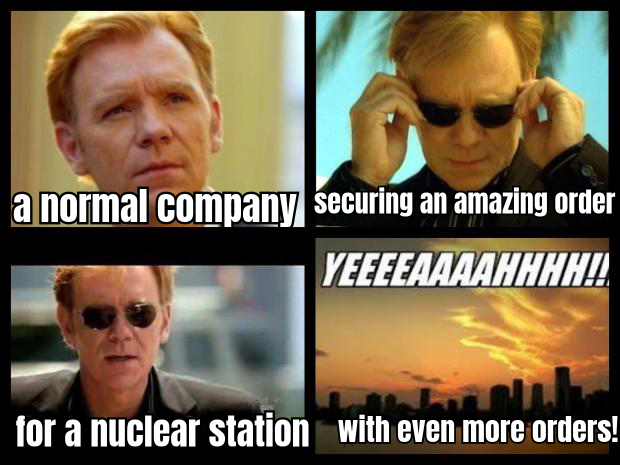 a normal company
securing an amazing order
for a nuclear station
YEEEEAAAAHHHH!!!
with even more orders!